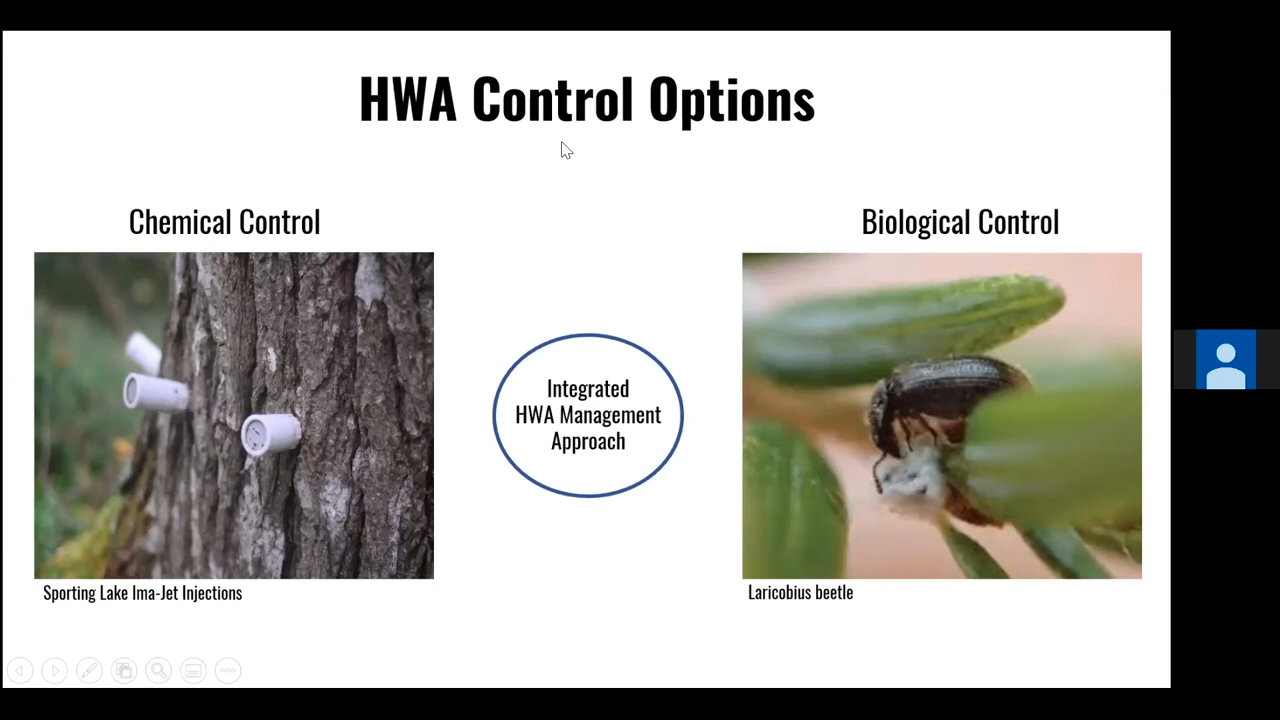 HWA Control Options
Chemical Control
Biological Control
Integrated
HWA Management
Approach
Sporting Lake Ima-Jet Injections
Laricobius beetle